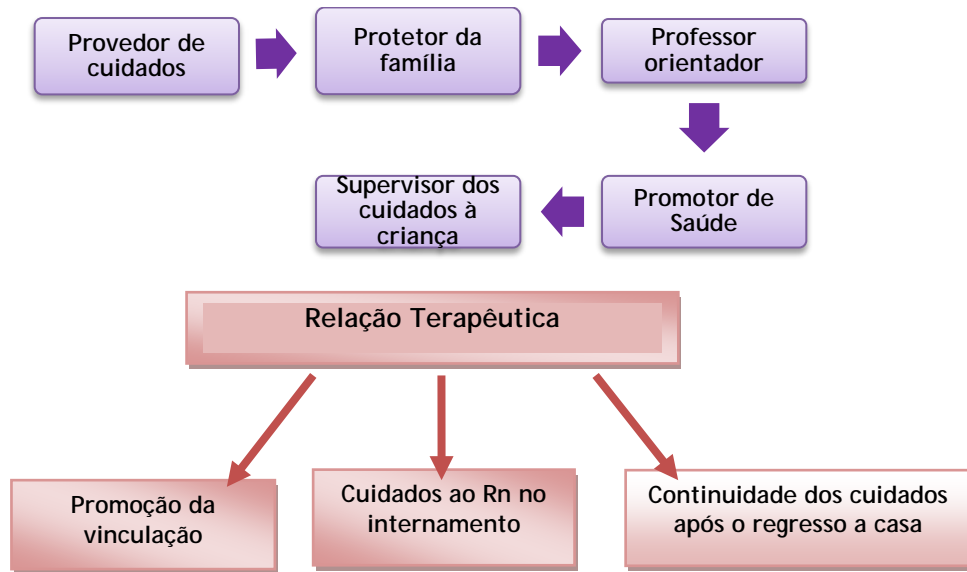 Provedor de
cuidados
Protetor da
família
Professor
orientador
Supervisor dos
cuidados à
criança
Promotor de
Saúde
Relação Terapêutica
Promoção da
vinculação
Cuidados ao Rn no
internamento
Continuidade dos cuidados
após o regresso a casa